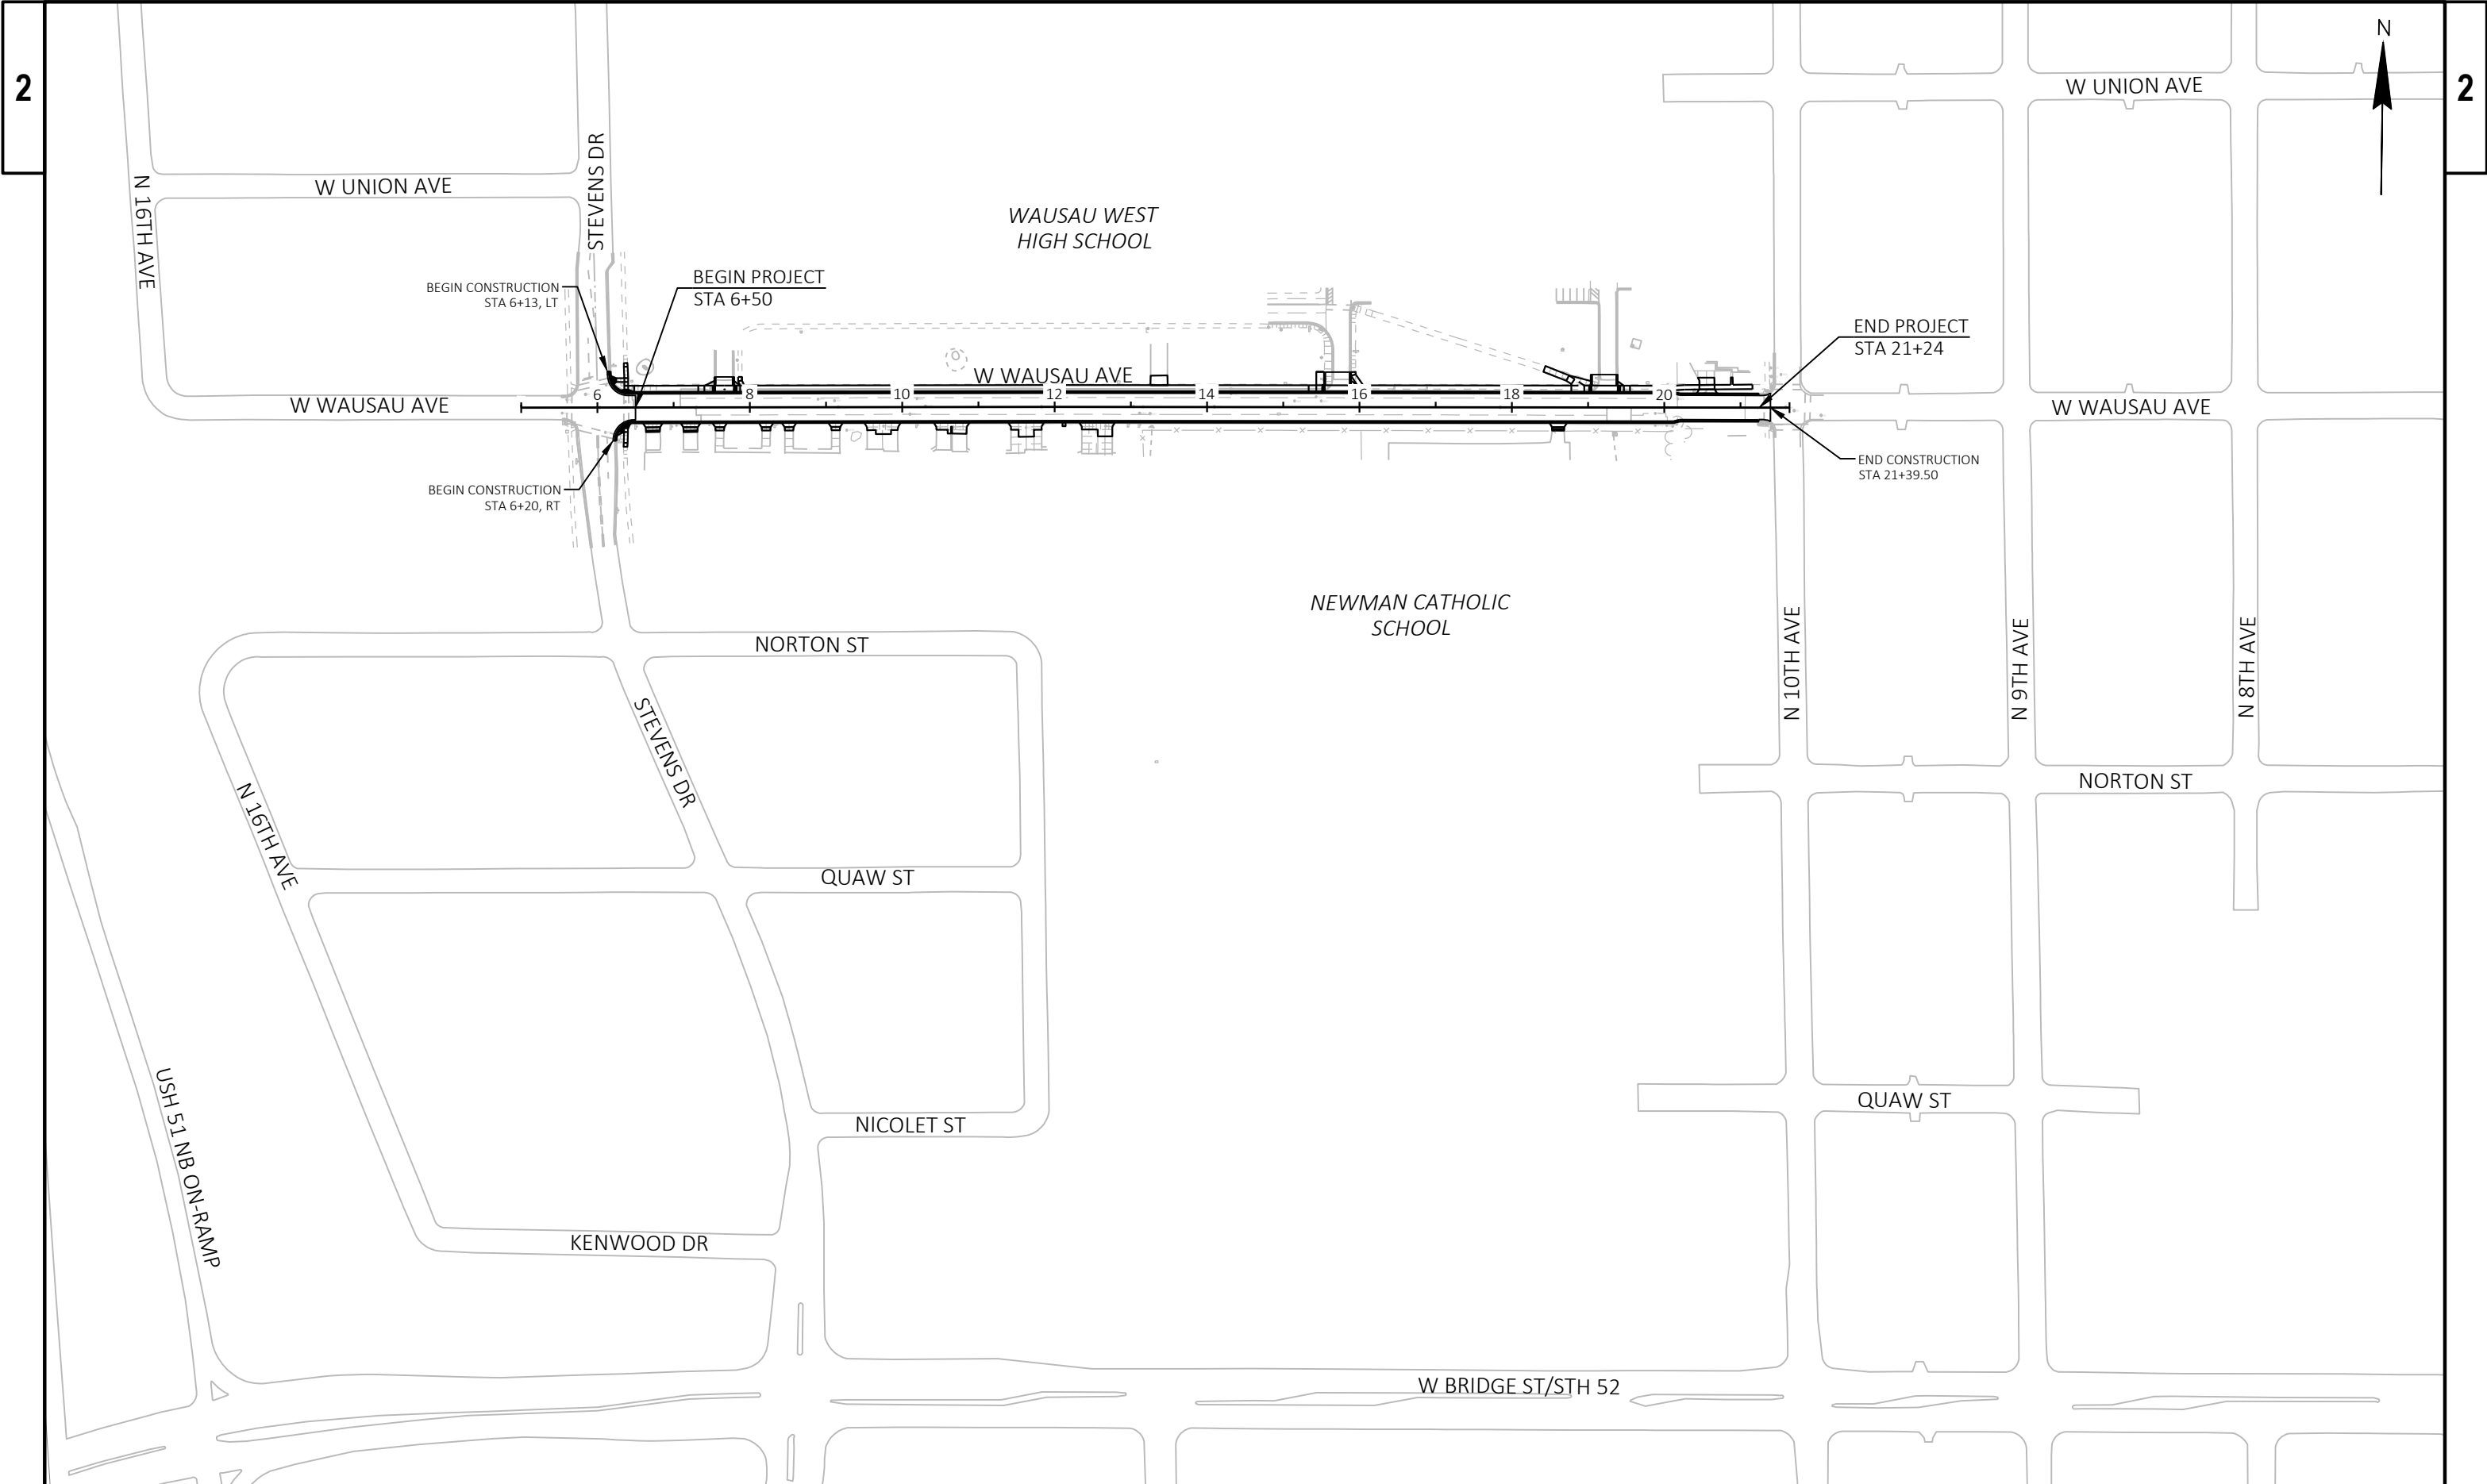 2
2
N
W UNION AVE
STEVENS DR
N 16TH AVE
W UNION AVE
WAUSAU WEST
HIGH SCHOOL
BEGIN CONSTRUCTION
STA 6+13, LT
BEGIN PROJECT
STA 6+50
END PROJECT
STA 21+24
W WAUSAU AVE
6
8
10
12
14
16
18
20
W WAUSAU AVE
W WAUSAU AVE
END CONSTRUCTION
STA 21+39.50
BEGIN CONSTRUCTION
STA 6+20, RT
NEWMAN CATHOLIC
SCHOOL
NORTON ST
N 10TH AVE
N 9TH AVE
N 8TH AVE
STEVENS DR
NORTON ST
N 16TH AVE
QUAW ST
QUAW ST
NICOLET ST
USH 51 NB ON-RAMP
KENWOOD DR
W BRIDGE ST/STH 52